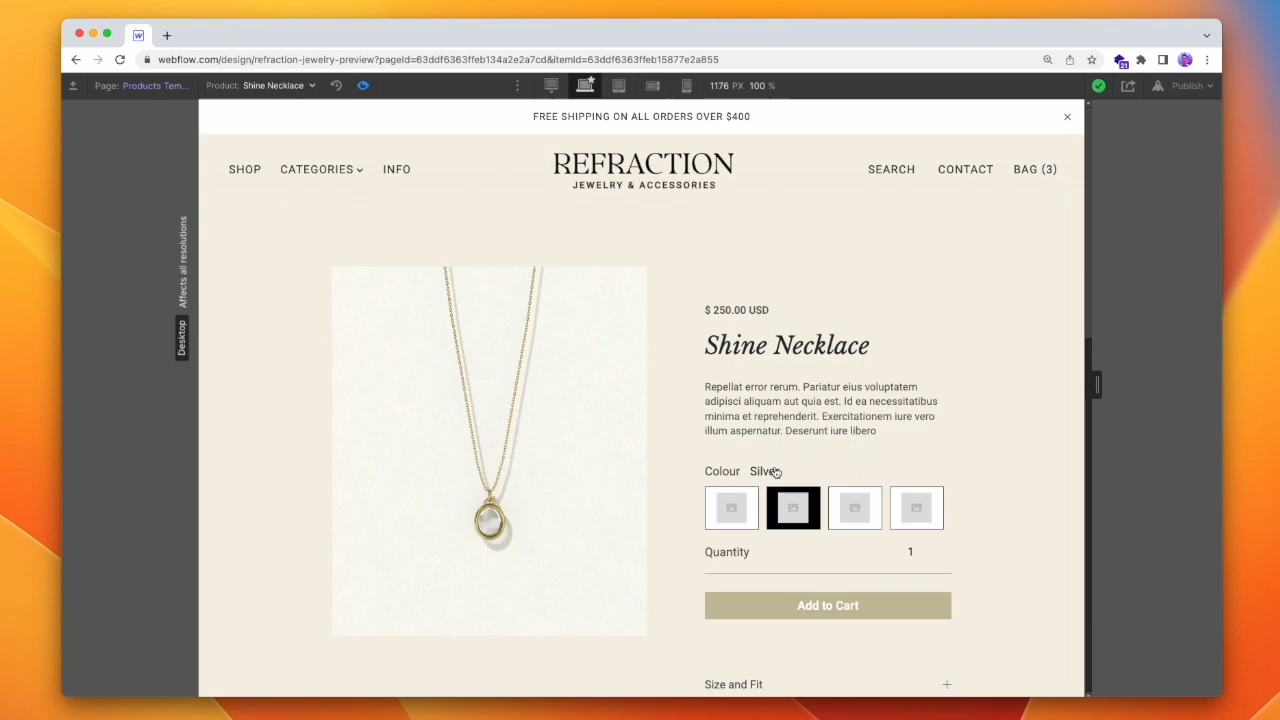 webflow.com/design/refraction-jewelry-preview?pageId=63ddf6363ffeb134a2e2a7cd&itemId=63ddf6363ffeb15877e2a855
21
Page: Products Tem... Product: Shine Necklace 1176 PX 100 % Publish
FREE SHIPPING ON ALL ORDERS OVER $400
SHOP CATEGORIES INFO REFRACTION SEARCH CONTACT BAG (3)
JEWELRY & ACCESSORIES
Affects all resolutions
Desktop
$ 250.00 USD
Shine Necklace
Repellat error rerum. Pariatur eius voluptatem
adipisci aliquam aut quia est. Id ea necessitatibus
minima et reprehenderit. Exercitationem iure vero
illum aspernatur. Deserunt iure libero
Colour Silver
Quantity 1
Add to Cart
Size and Fit